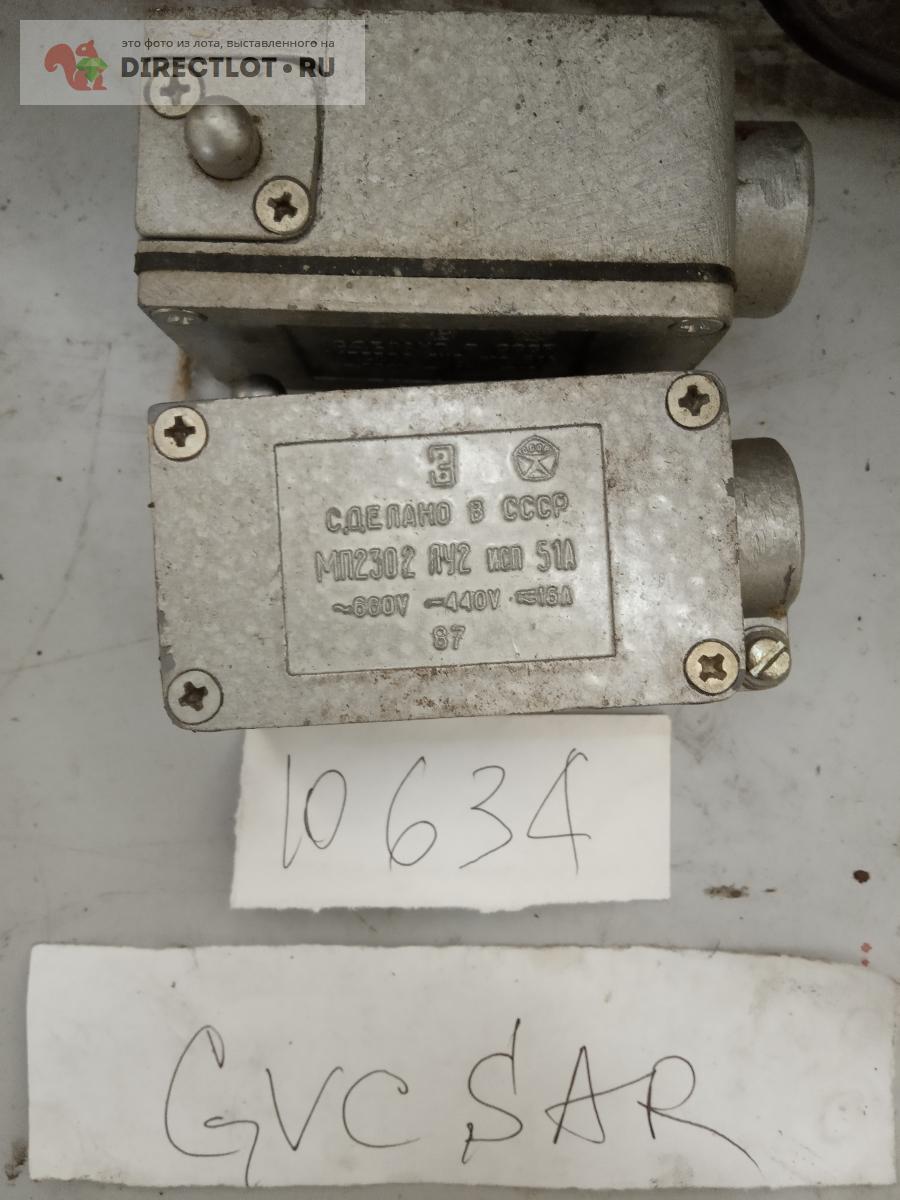 это фото из лота, выставленного на
DIRECTLOT·RU
СДЕЛАНО В СССР
МП2302 ЛУ2 исп 51А
~660V −440V ≂16А
87
10634
GVC SAR